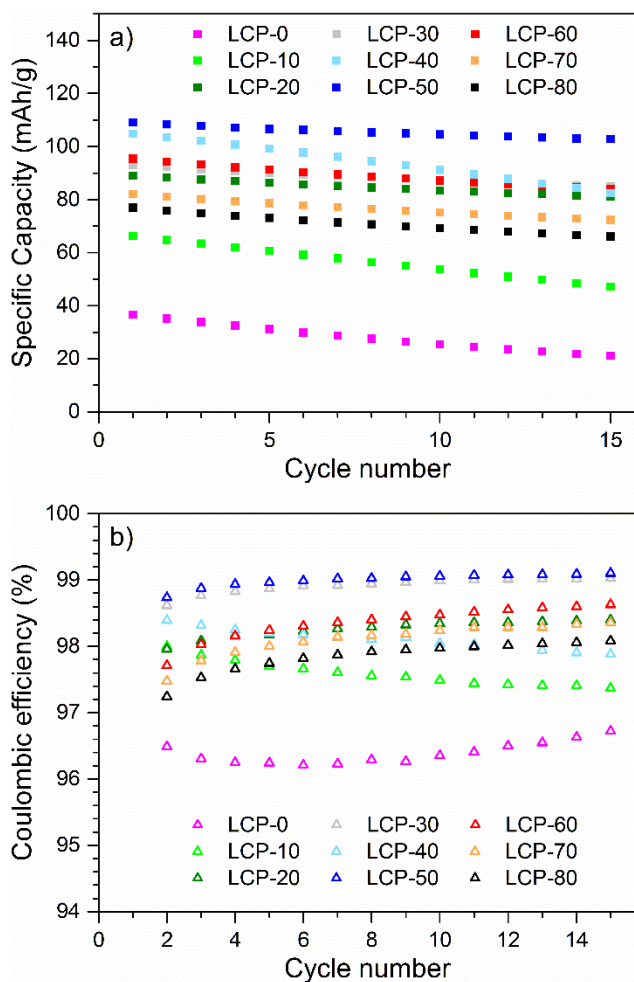 a)
LCP-0 LCP-30 LCP-60
LCP-10 LCP-40 LCP-70
LCP-20 LCP-50 LCP-80
Specific Capacity (mAh/g)
140
120
100
80
60
40
20
0
0 5 10 15
Cycle number
b)
Coulombic efficiency (%)
100
99
98
97
96
95
94
LCP-0 LCP-30 LCP-60
LCP-10 LCP-40 LCP-70
LCP-20 LCP-50 LCP-80
0 2 4 6 8 10 12 14
Cycle number